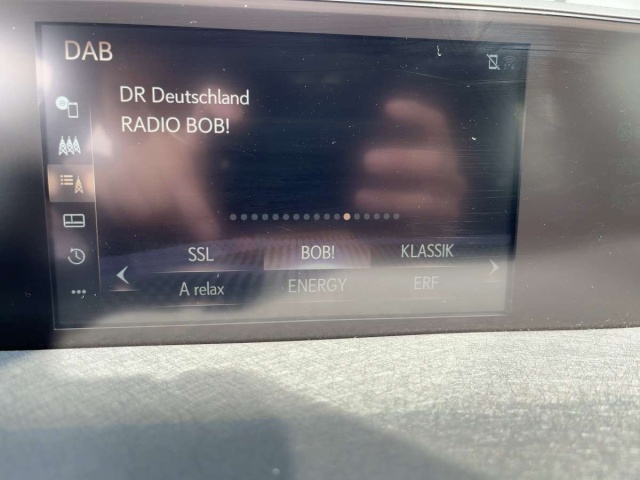 DAB
DR Deutschland
RADIO BOB!
SSL BOB! KLASSIK
A relax ENERGY ERF